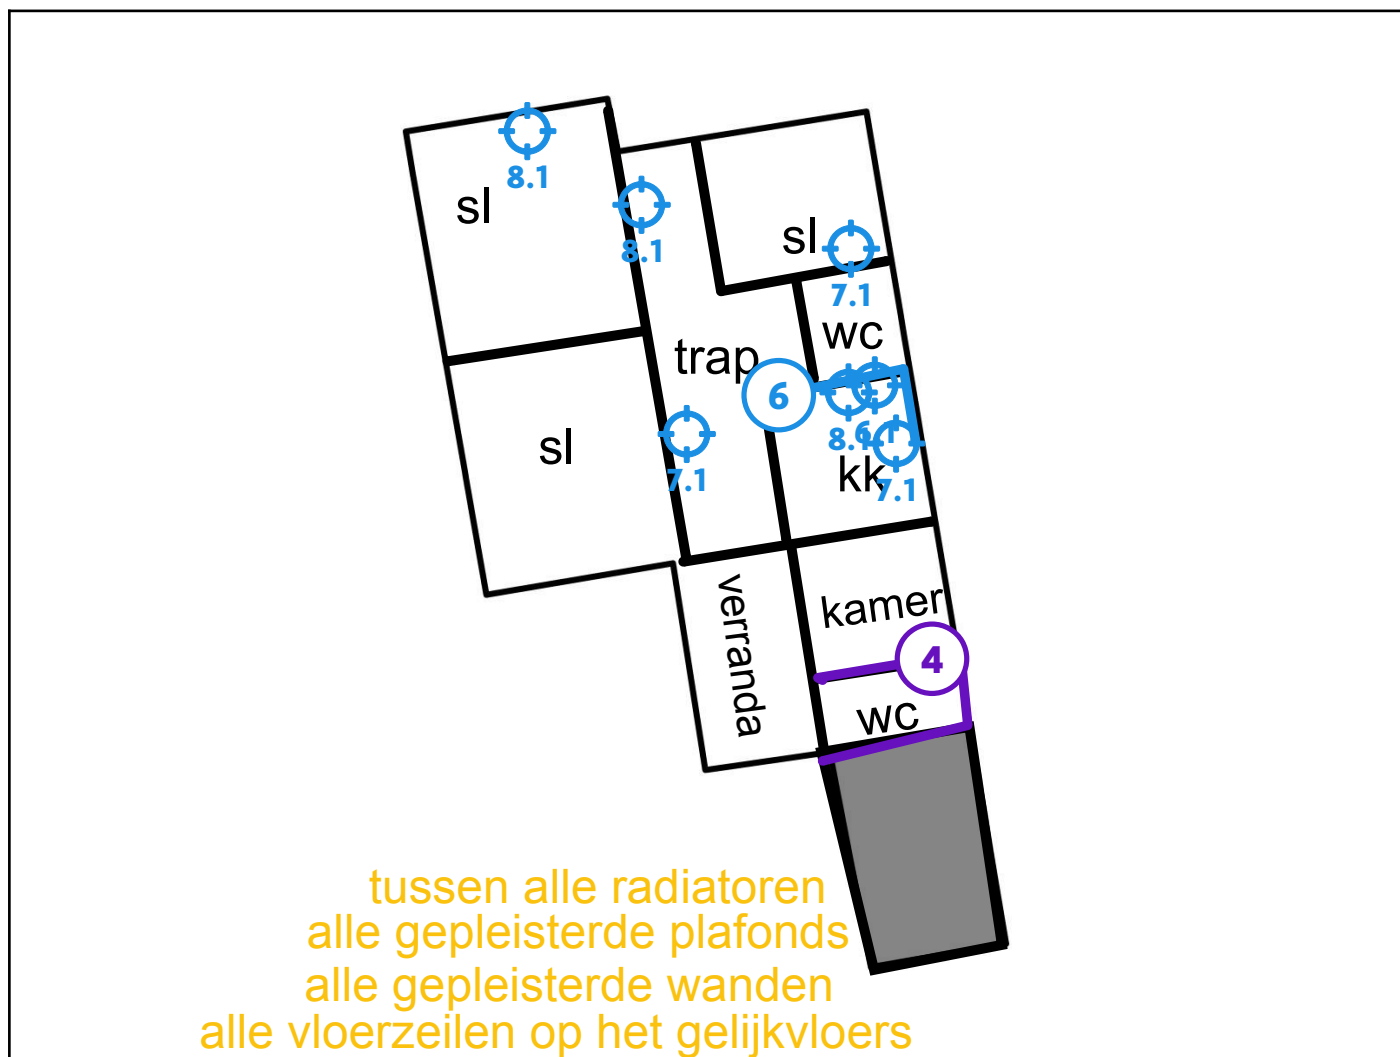 8.1
sl
8.1
sl
7.1
wc
trap
6
8.1
6.1
sl
7.1
kk
7.1
verranda
kamer
4
wc
tussen alle radiatoren
alle gepleisterde plafonds
alle gepleisterde wanden
alle vloerzeilen op het gelijkvloers